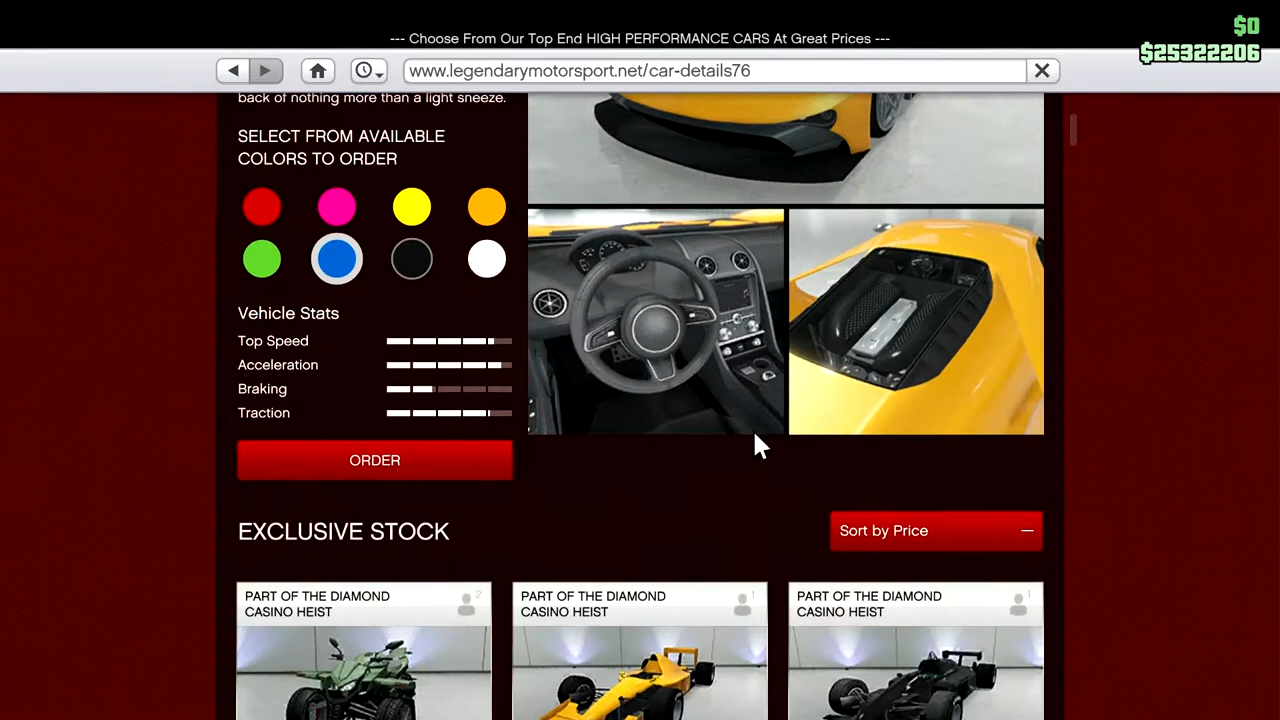 $0
--- Choose From Our Top End HIGH PERFORMANCE CARS At Great Prices ---
$25322206
www.legendarymotorsport.net/car-details76
back of nothing more than a light sneeze.
SELECT FROM AVAILABLE
COLORS TO ORDER
Vehicle Stats
Top Speed
Acceleration
Braking
Traction
ORDER
EXCLUSIVE STOCK
Sort by Price
PART OF THE DIAMOND
CASINO HEIST
2
PART OF THE DIAMOND
CASINO HEIST
1
PART OF THE DIAMOND
CASINO HEIST
1